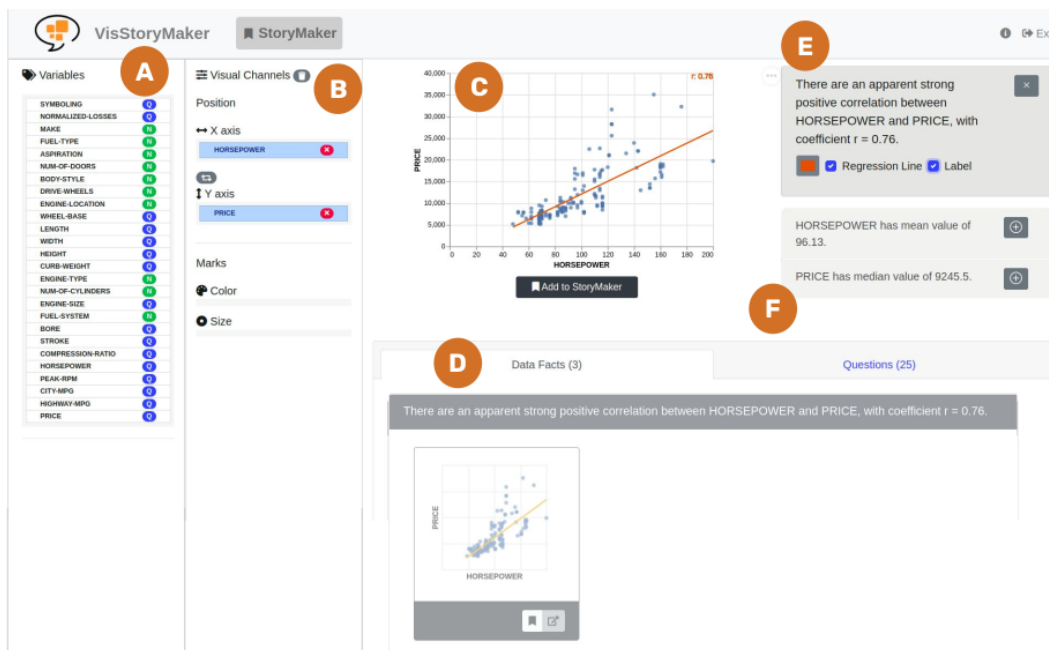 VisStoryMaker
StoryMaker
Ex
A
B
C
D
E
F
Variables
SYMBOLING Q
NORMALIZED-LOSSES Q
MAKE N
FUEL-TYPE N
ASPIRATION N
NUM-OF-DOORS N
BODY-STYLE N
DRIVE-WHEELS N
ENGINE-LOCATION N
WHEEL-BASE Q
LENGTH Q
WIDTH Q
HEIGHT Q
CURB-WEIGHT Q
ENGINE-TYPE N
NUM-OF-CYLINDERS N
ENGINE-SIZE Q
FUEL-SYSTEM N
BORE Q
STROKE Q
COMPRESSION-RATIO Q
HORSEPOWER Q
PEAK-RPM Q
CITY-MPG Q
HIGHWAY-MPG Q
PRICE Q
Visual Channels
Position
X axis
HORSEPOWER
Y axis
PRICE
Marks
Color
Size
r: 0.76
40,000
35,000
30,000
25,000
20,000
15,000
10,000
5,000
0
PRICE
0 20 40 60 80 100 120 140 160 180 200
HORSEPOWER
Add to StoryMaker
There are an apparent strong
positive correlation between
HORSEPOWER and PRICE, with
coefficient r = 0.76.
Regression Line Label
HORSEPOWER has mean value of
96.13.
PRICE has median value of 9245.5.
Data Facts (3)
Questions (25)
There are an apparent strong positive correlation between HORSEPOWER and PRICE, with coefficient r = 0.76.
PRICE
HORSEPOWER